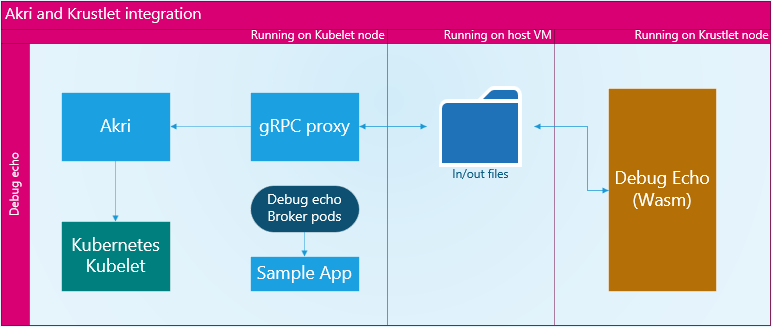 Akri and Krustlet integration
Running on Kubelet node
Running on host VM
Running on Krustlet node
Debug echo
Akri
gRPC proxy
In/out files
Debug Echo
(Wasm)
Debug echo
Broker pods
Kubernetes
Kubelet
Sample App